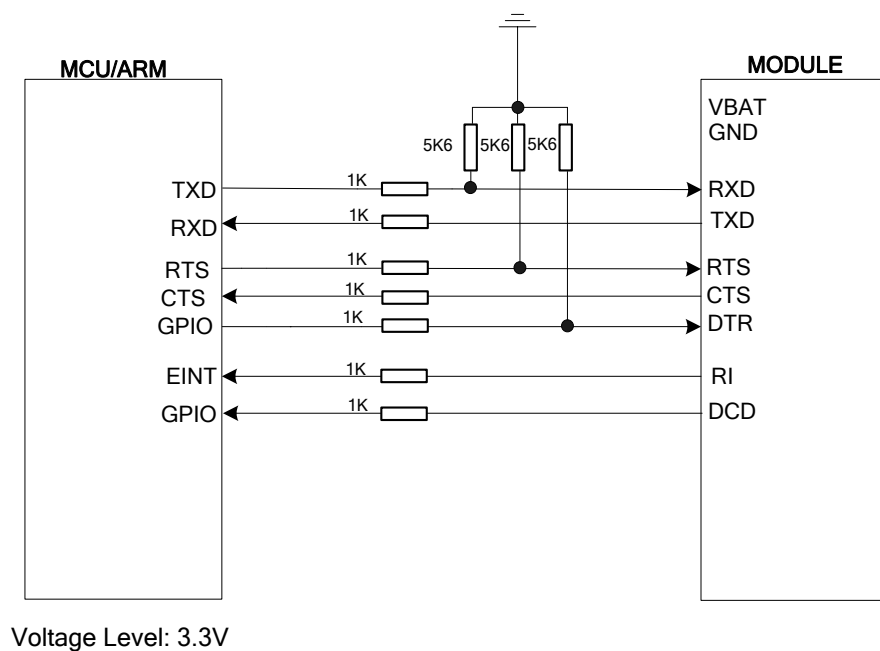 MCU/ARM
MODULE
VBAT
GND
5K6 5K6 5K6
TXD 1K RXD
RXD 1K TXD
RTS 1K RTS
CTS 1K CTS
GPIO 1K DTR
EINT 1K RI
GPIO 1K DCD
Voltage Level: 3.3V